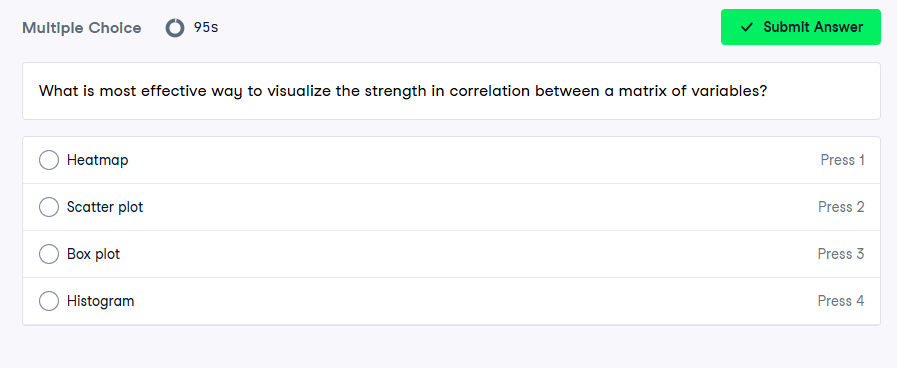 Multiple Choice 95s Submit Answer
What is most effective way to visualize the strength in correlation between a matrix of variables?
Heatmap Press 1
Scatter plot Press 2
Box plot Press 3
Histogram Press 4